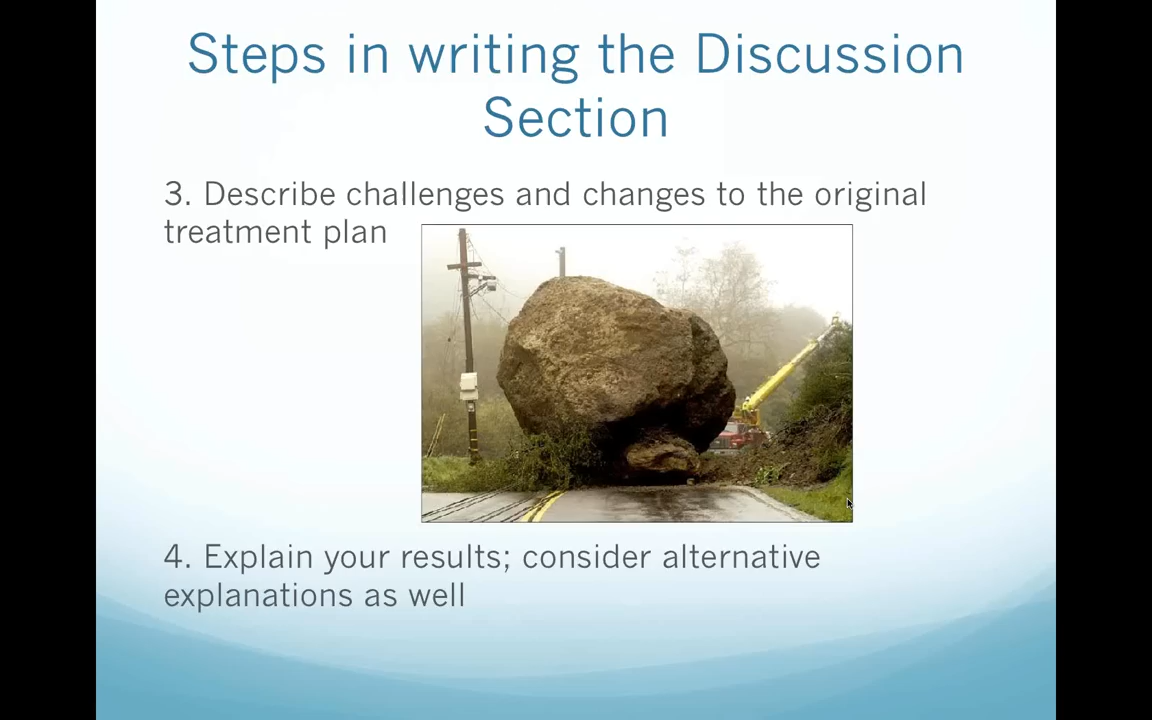 Steps in writing the Discussion
Section
3. Describe challenges and changes to the original
treatment plan
4. Explain your results; consider alternative
explanations as well